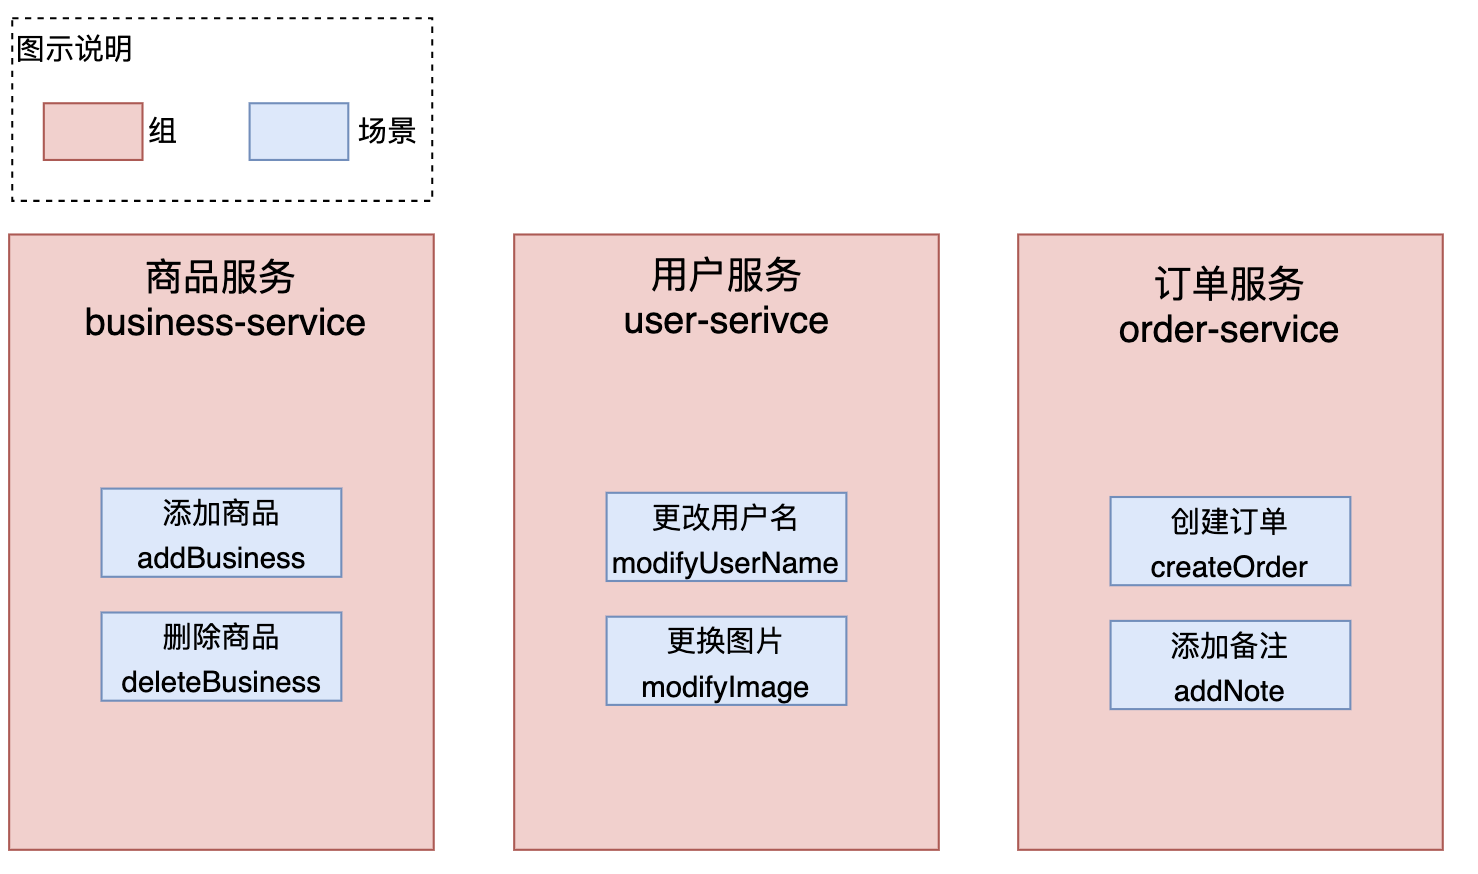 图示说明
组
场景
商品服务
business-service
添加商品
addBusiness
删除商品
deleteBusiness
用户服务
user-serivce
更改用户名
modifyUserName
更换图片
modifyImage
订单服务
order-service
创建订单
createOrder
添加备注
addNote